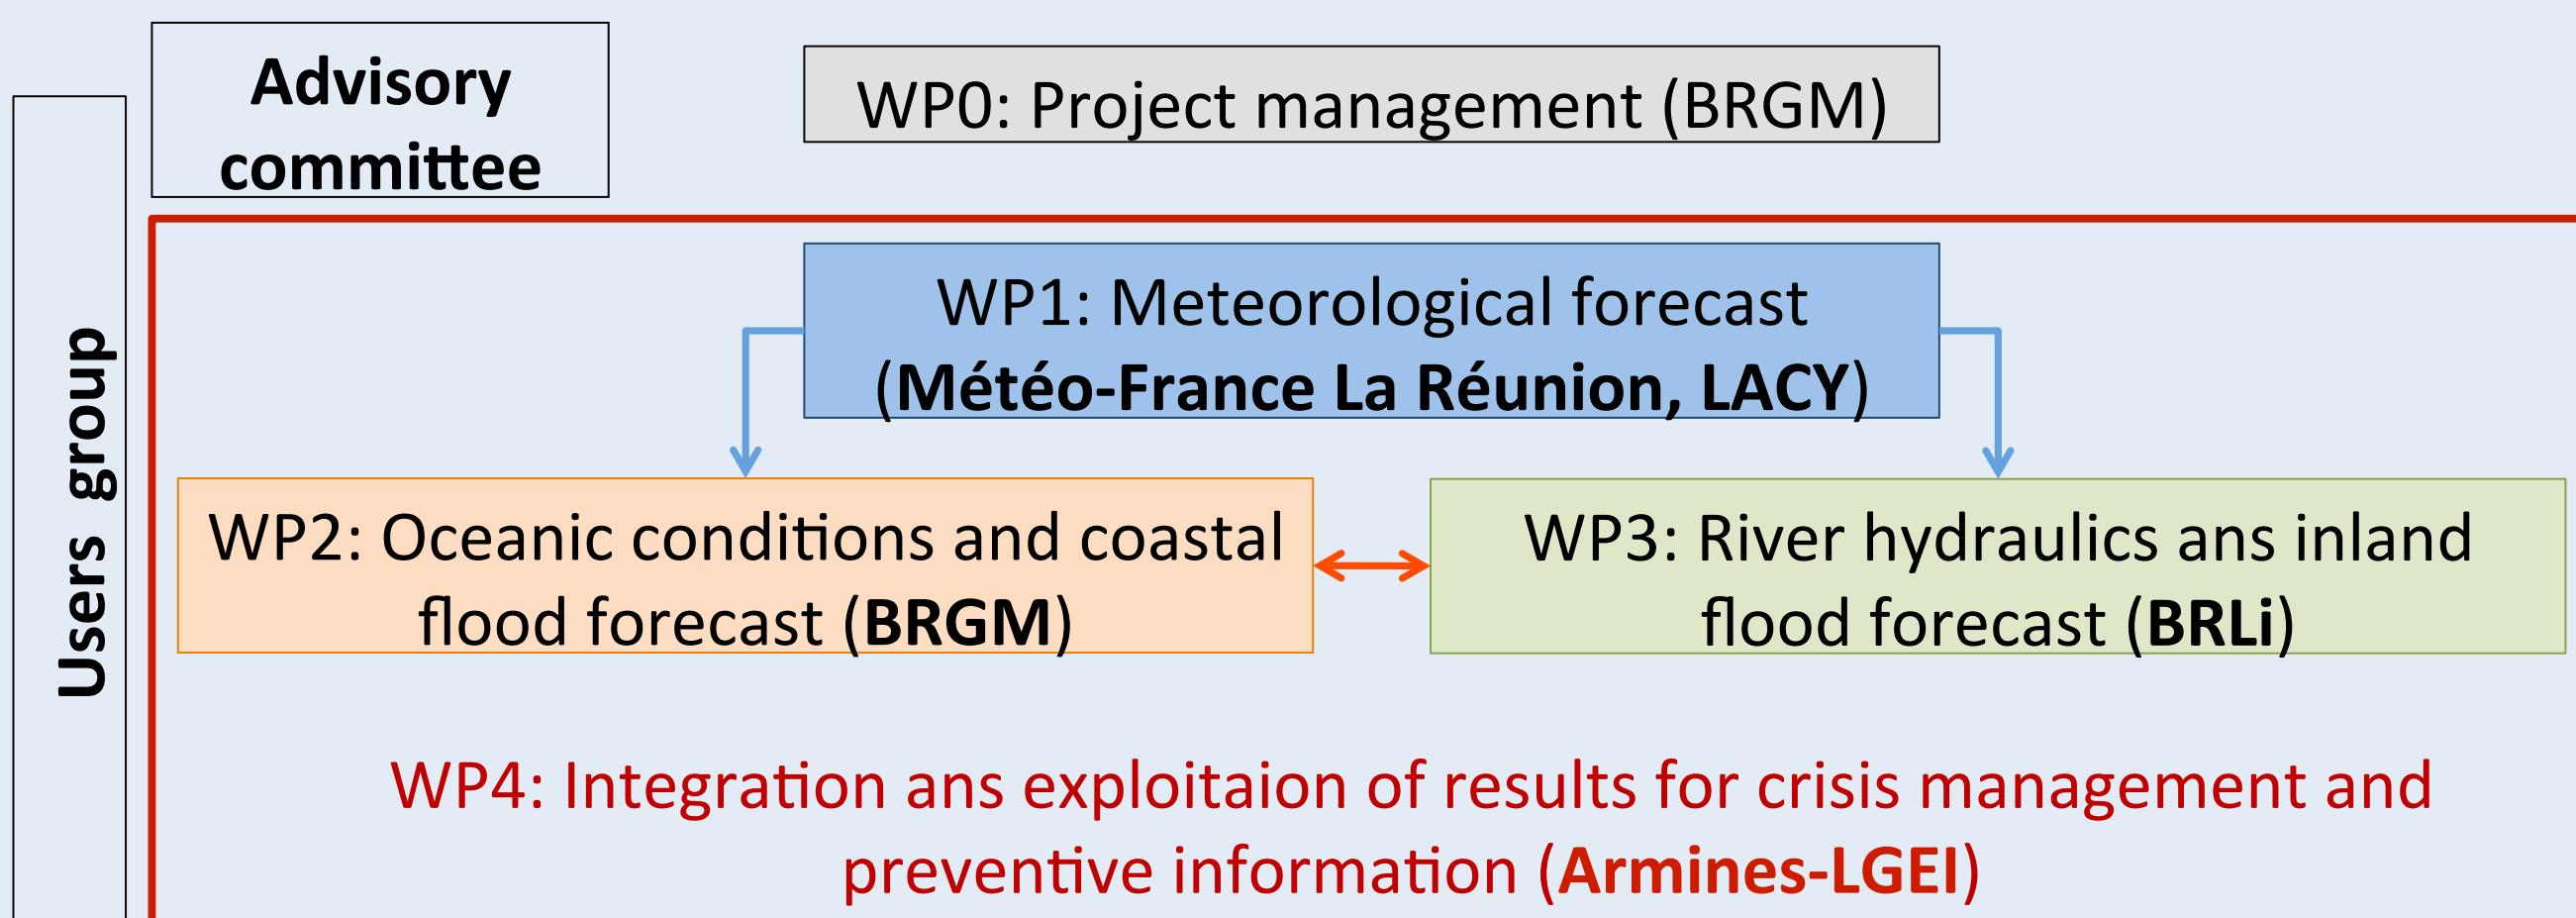 Advisory
committee
WP0: Project management (BRGM)
Users group
WP1: Meteorological forecast
(Météo-France La Réunion, LACY)
WP2: Oceanic conditions and coastal
flood forecast (BRGM)
WP3: River hydraulics ans inland
flood forecast (BRLi)
WP4: Integration ans exploitaion of results for crisis management and
preventive information (Armines-LGEI)